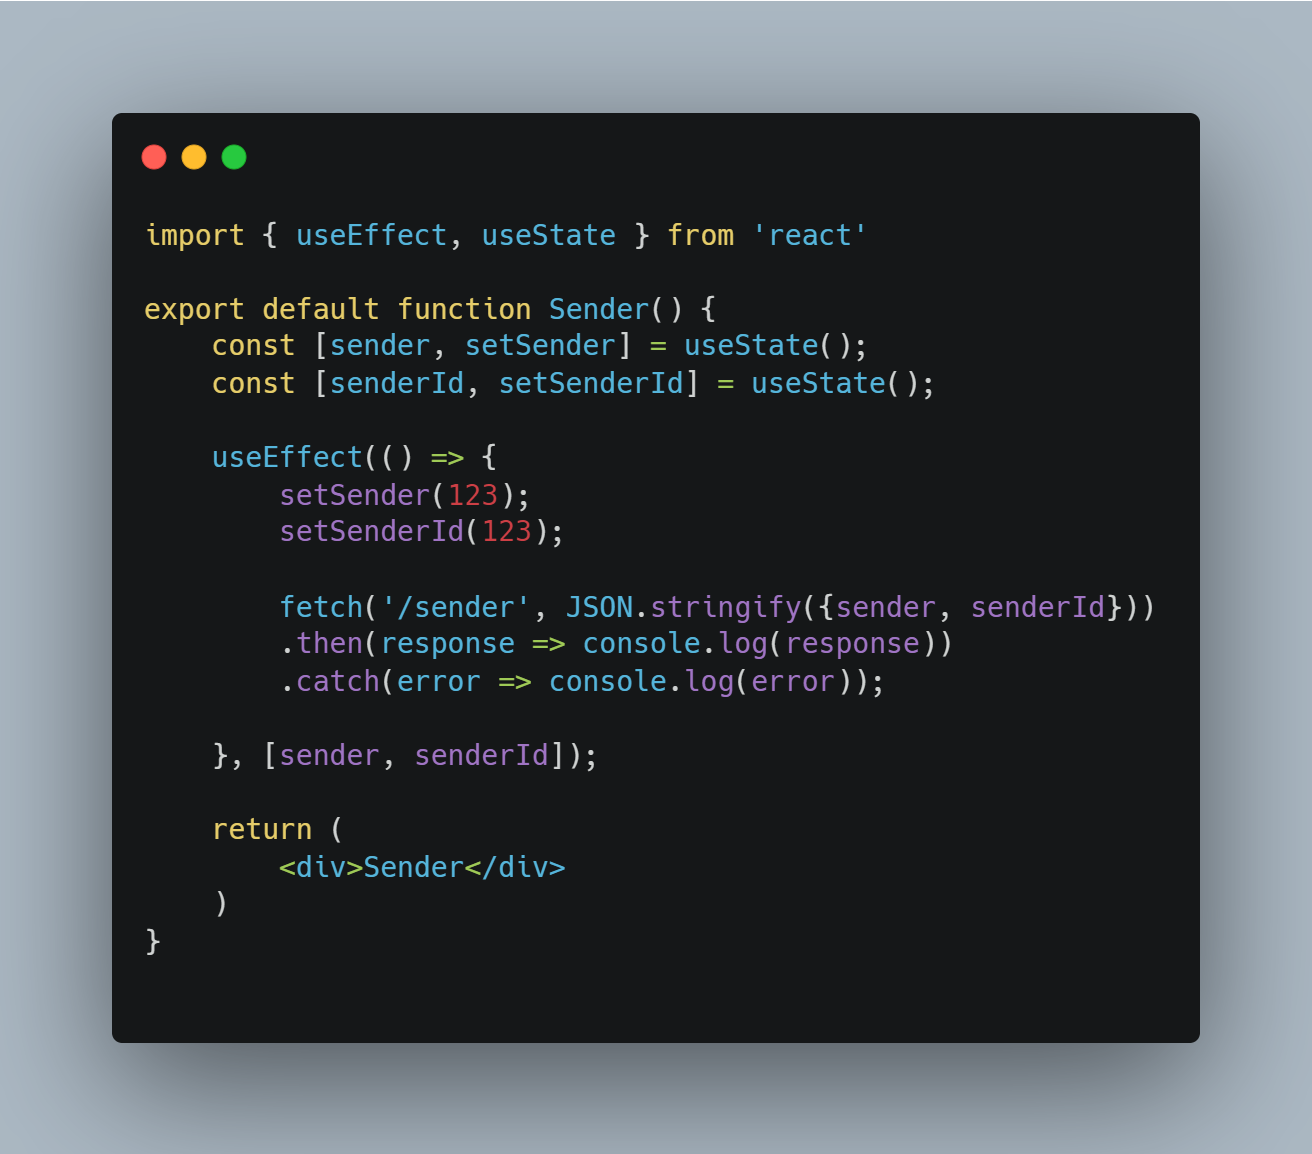 import { useEffect, useState } from 'react'

export default function Sender() {
    const [sender, setSender] = useState();
    const [senderId, setSenderId] = useState();

    useEffect(() => {
        setSender(123);
        setSenderId(123);

        fetch('/sender', JSON.stringify({sender, senderId}))
        .then(response => console.log(response))
        .catch(error => console.log(error));

    }, [sender, senderId]);

    return (
        <div>Sender</div>
    )
}